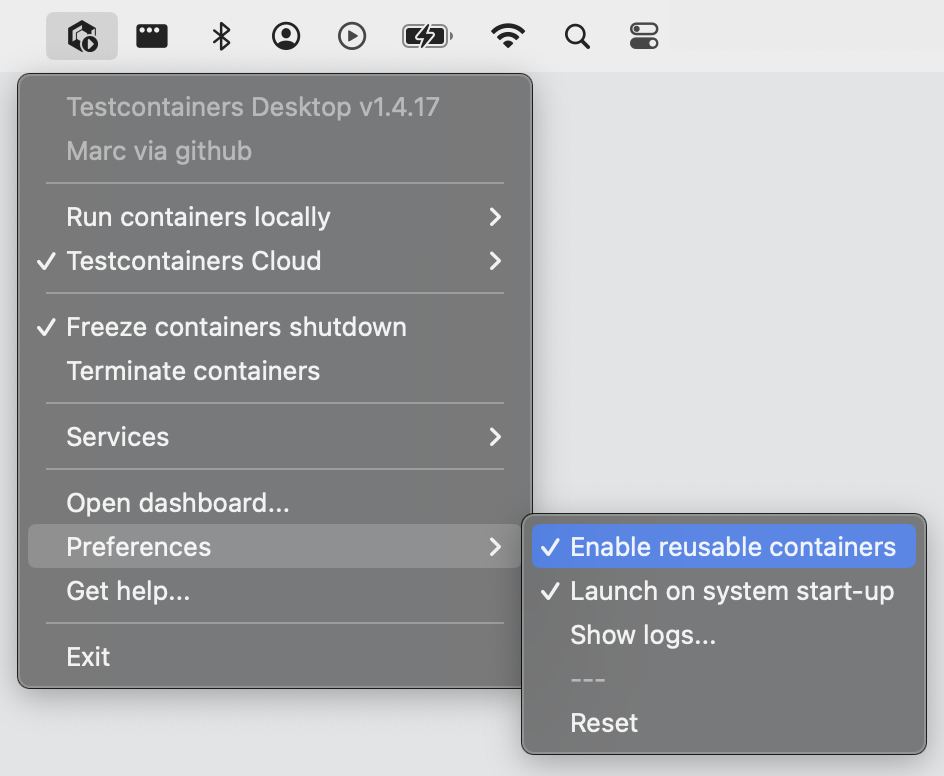 Testcontainers Desktop v1.4.17
Marc via github
Run containers locally
Testcontainers Cloud
Freeze containers shutdown
Terminate containers
Services
Open dashboard...
Preferences
Get help...
Exit
Enable reusable containers
Launch on system start-up
Show logs...
---
Reset